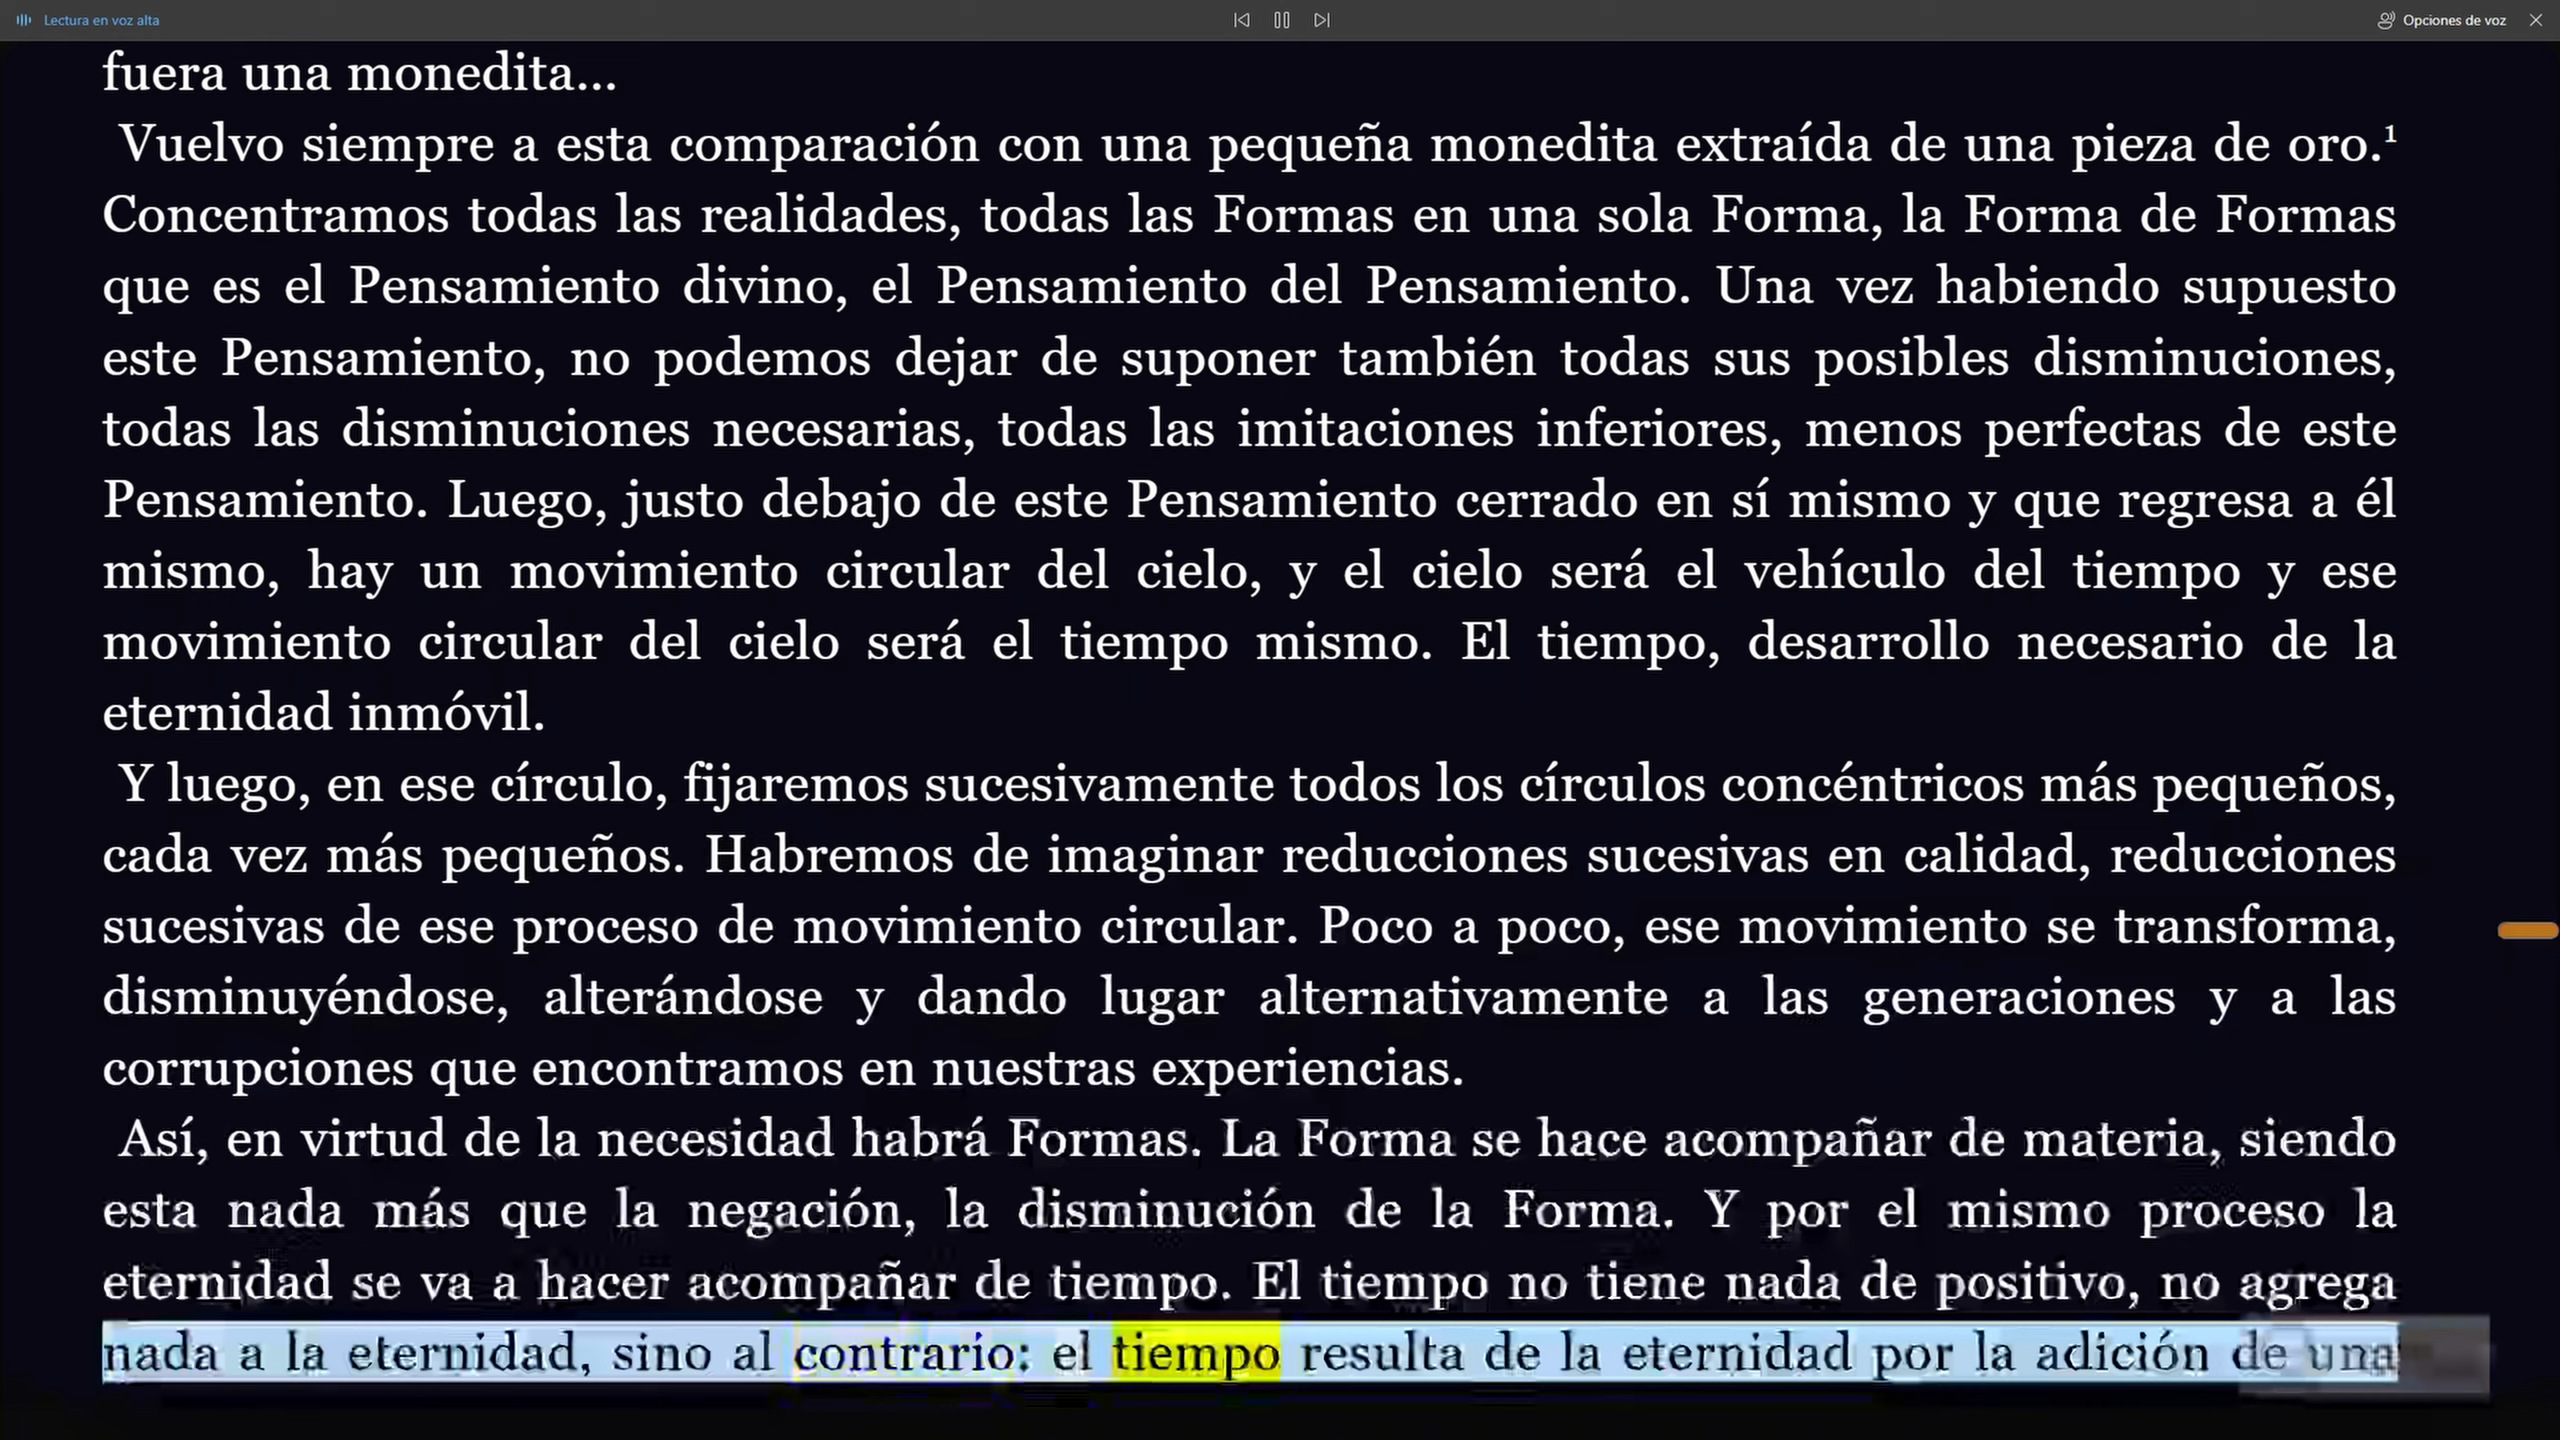 Lectura en voz alta
Opciones de voz
fuera una monedita...
Vuelvo siempre a esta comparación con una pequeña monedita extraída de una pieza de oro.¹
Concentramos todas las realidades, todas las Formas en una sola Forma, la Forma de Formas
que es el Pensamiento divino, el Pensamiento del Pensamiento. Una vez habiendo supuesto
este Pensamiento, no podemos dejar de suponer también todas sus posibles disminuciones,
todas las disminuciones necesarias, todas las imitaciones inferiores, menos perfectas de este
Pensamiento. Luego, justo debajo de este Pensamiento cerrado en sí mismo y que regresa a él
mismo, hay un movimiento circular del cielo, y el cielo será el vehículo del tiempo y ese
movimiento circular del cielo será el tiempo mismo. El tiempo, desarrollo necesario de la
eternidad inmóvil.
Y luego, en ese círculo, fijaremos sucesivamente todos los círculos concéntricos más pequeños,
cada vez más pequeños. Habremos de imaginar reducciones sucesivas en calidad, reducciones
sucesivas de ese proceso de movimiento circular. Poco a poco, ese movimiento se transforma,
disminuyéndose, alterándose y dando lugar alternativamente a las generaciones y a las
corrupciones que encontramos en nuestras experiencias.
Así, en virtud de la necesidad habrá Formas. La Forma se hace acompañar de materia, siendo
esta nada más que la negación, la disminución de la Forma. Y por el mismo proceso la
eternidad se va a hacer acompañar de tiempo. El tiempo no tiene nada de positivo, no agrega
nada a la eternidad, sino al contrario: el tiempo resulta de la eternidad por la adición de una